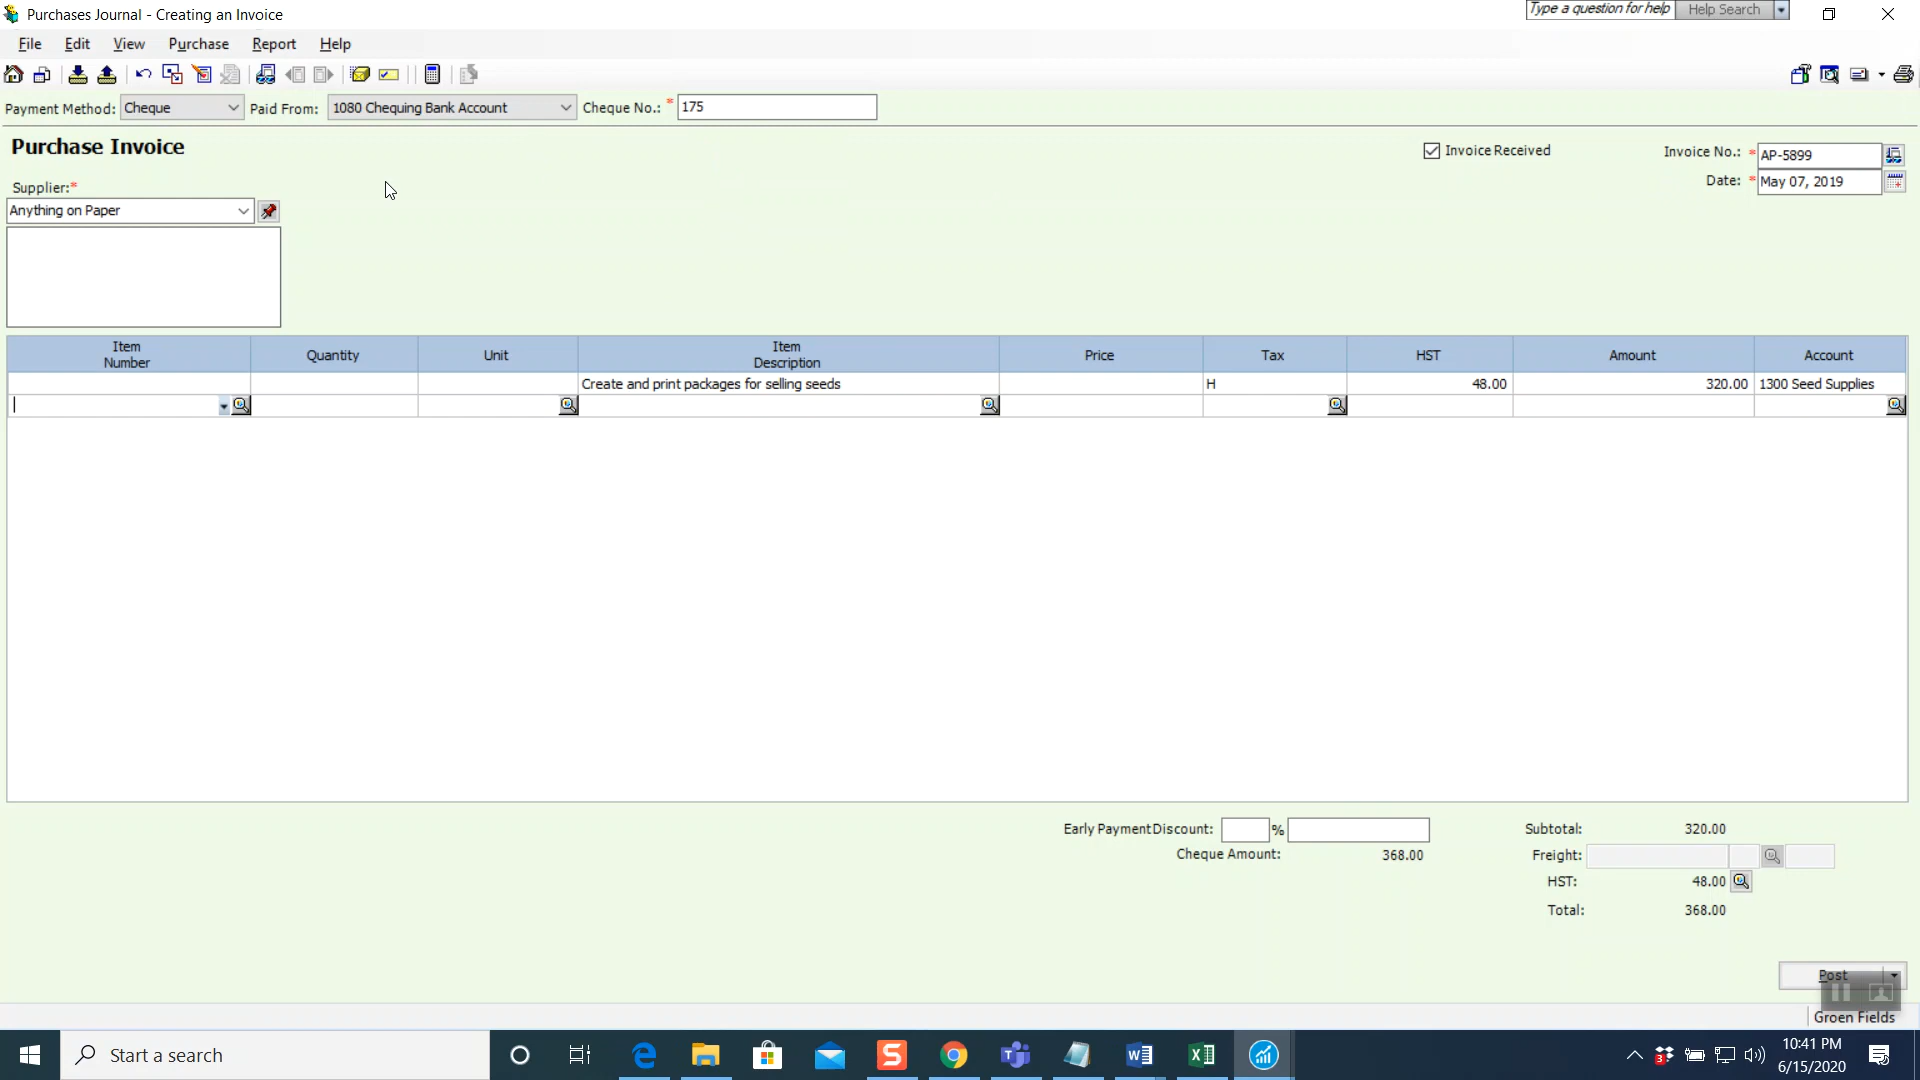 Purchases Journal - Creating an Invoice
Type a question for help Help Search
File Edit View Purchase Report Help
Payment Method: Cheque Paid From: 1080 Chequing Bank Account Cheque No.: * 175
Purchase Invoice
Invoice Received
Invoice No.: * AP-5899
Date: * May 07, 2019
Supplier:*
Anything on Paper
Item Number Quantity Unit Item Description Price Tax HST Amount Account
Create and print packages for selling seeds H 48.00 320.00 1300 Seed Supplies
Early Payment Discount: %
Cheque Amount: 368.00
Subtotal: 320.00
Freight:
HST: 48.00
Total: 368.00
Post
Groen Fields
Start a search
10:41 PM
6/15/2020